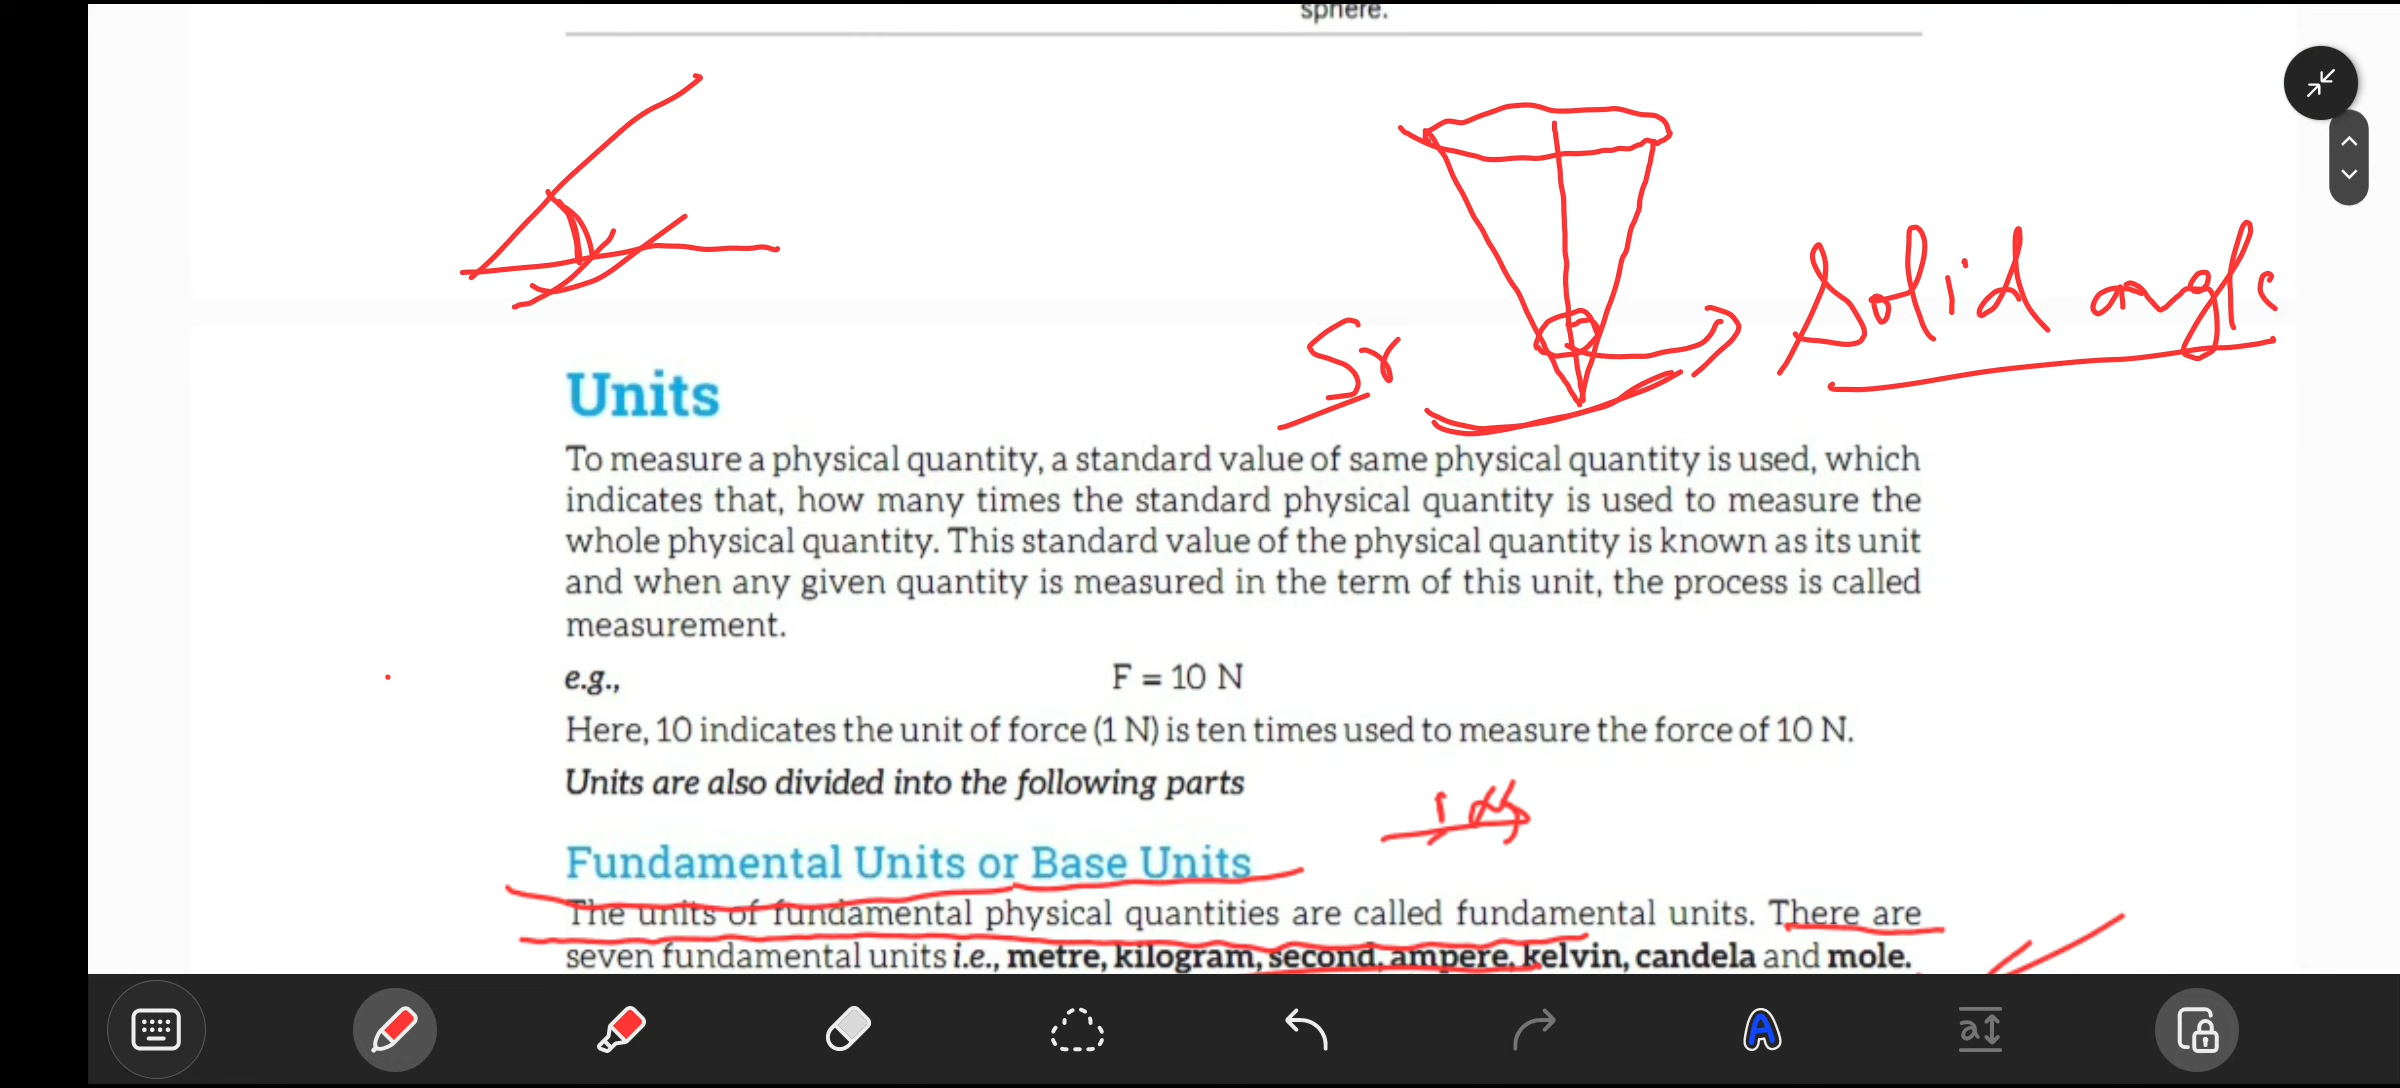 sphere.
Solid angle
Sr
Units
To measure a physical quantity, a standard value of same physical quantity is used, which
indicates that, how many times the standard physical quantity is used to measure the
whole physical quantity. This standard value of the physical quantity is known as its unit
and when any given quantity is measured in the term of this unit, the process is called
measurement.
e.g., F = 10 N
Here, 10 indicates the unit of force (1 N) is ten times used to measure the force of 10 N.
Units are also divided into the following parts
Fundamental Units or Base Units
The units of fundamental physical quantities are called fundamental units. There are
seven fundamental units i.e., metre, kilogram, second, ampere, kelvin, candela and mole.
A
a